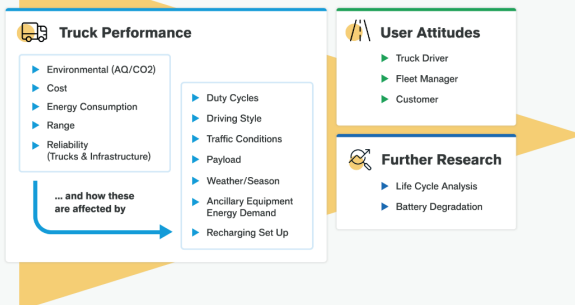 Truck Performance
Environmental (AQ/CO2)
Cost
Energy Consumption
Range
Reliability
(Trucks & Infrastructure)
... and how these
are affected by
Duty Cycles
Driving Style
Traffic Conditions
Payload
Weather/Season
Ancillary Equipment
Energy Demand
Recharging Set Up
User Attitudes
Truck Driver
Fleet Manager
Customer
Further Research
Life Cycle Analysis
Battery Degradation